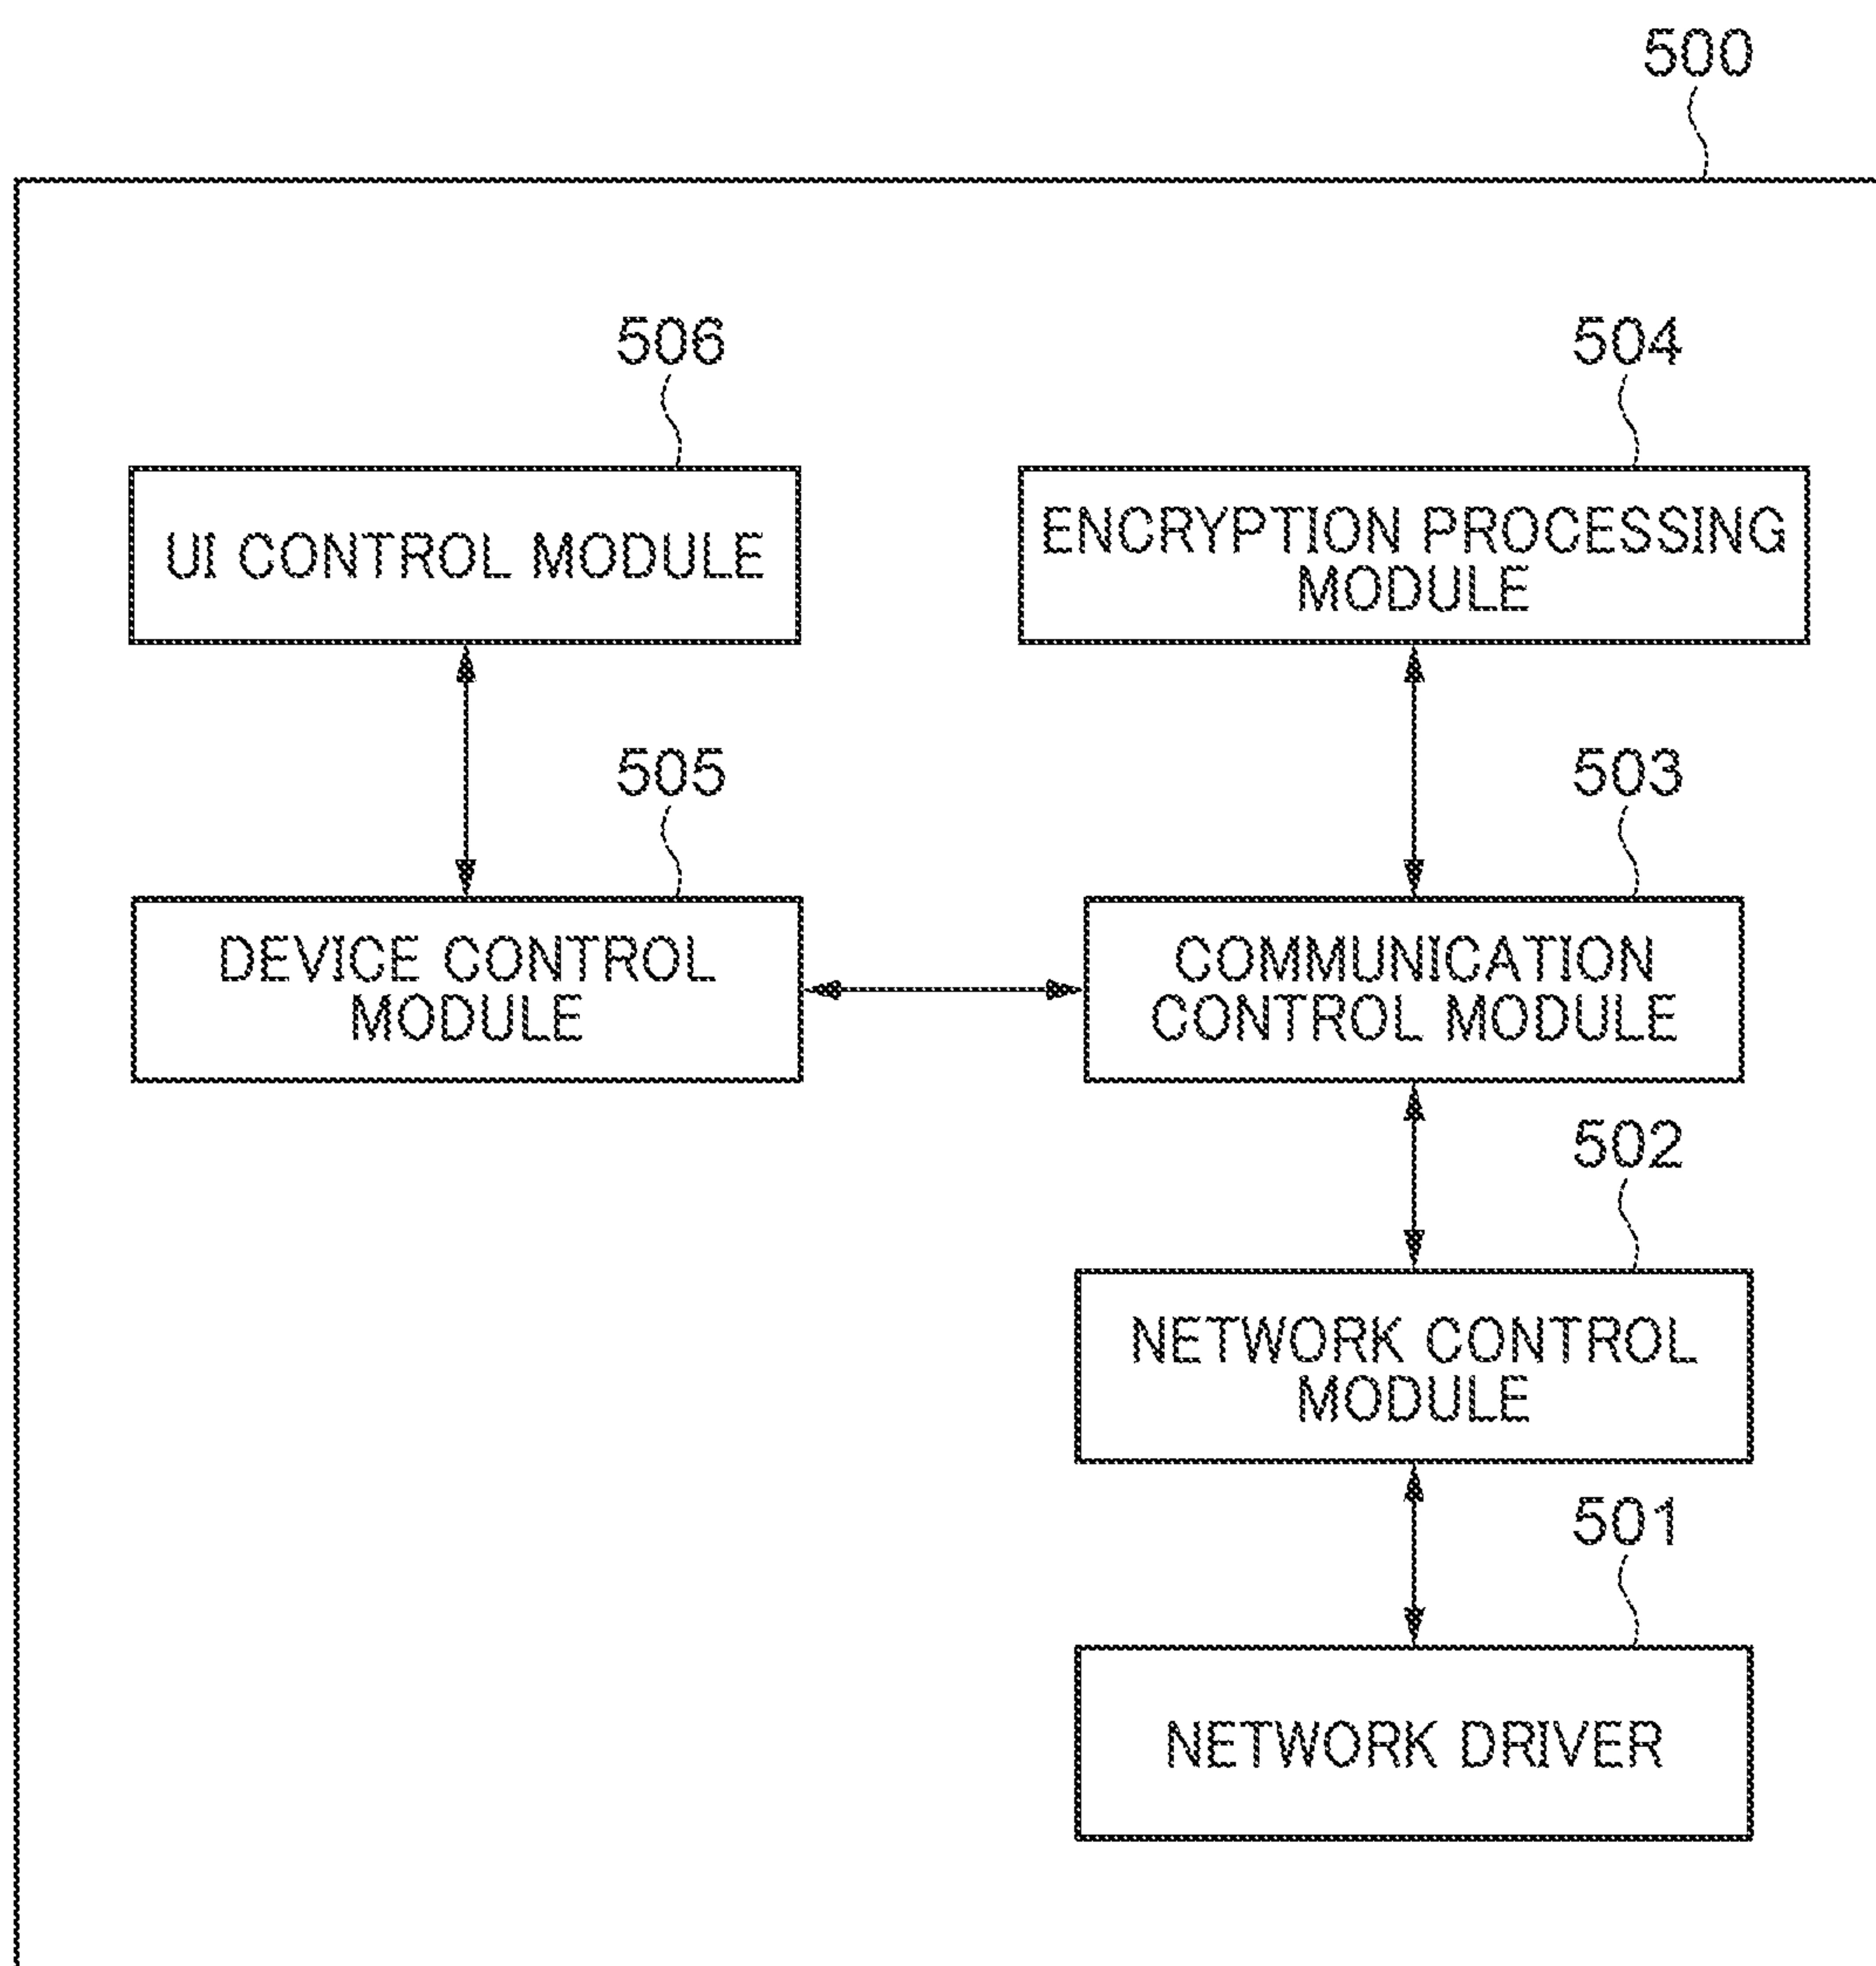 500
506
504
UI CONTROL MODULE
ENCRYPTION PROCESSING
MODULE
505
503
DEVICE CONTROL
MODULE
COMMUNICATION
CONTROL MODULE
502
NETWORK CONTROL
MODULE
501
NETWORK DRIVER